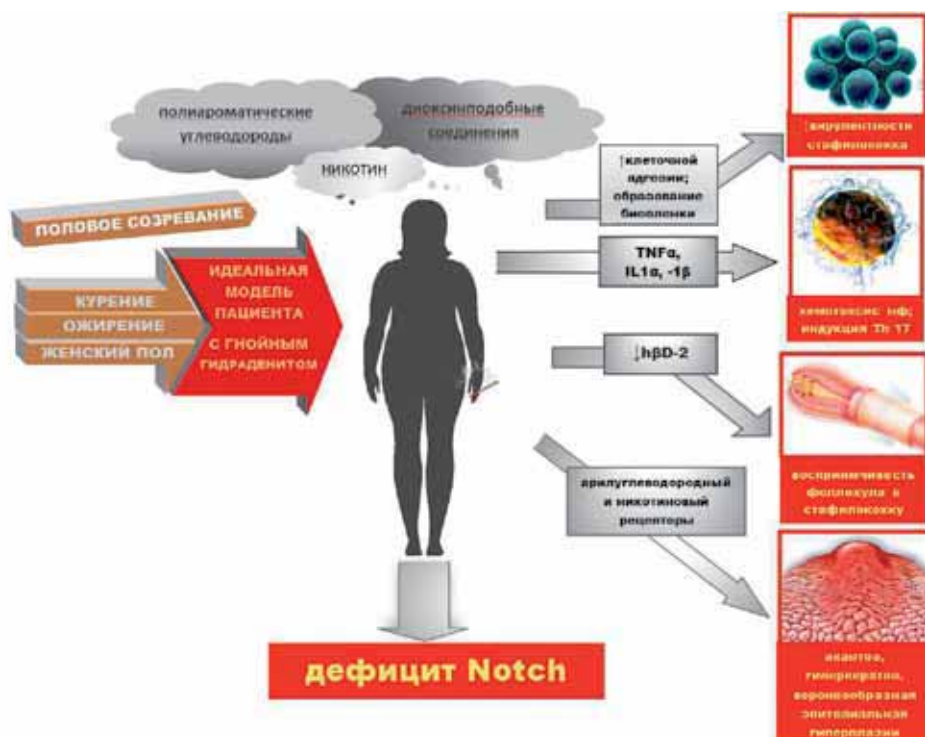 полиароматические
углеводороды
диоксинподобные
соединения
никотин
ПОЛОВОЕ СОЗРЕВАНИЕ
КУРЕНИЕ
ОЖИРЕНИЕ
ЖЕНСКИЙ ПОЛ
ИДЕАЛЬНАЯ
МОДЕЛЬ
ПАЦИЕНТА
С ГНОЙНЫМ
ГИДРАДЕНИТОМ
↑клеточной
адгезии;
образование
биопленки
TNFα,
IL1α, -1β
↓hβD-2
арилуглеводородный
и никотиновый
рецепторы
↑вирулентности
стафилококка
хемотаксис нф;
индукция Th 17
восприимчивость
фолликула к
стафилококку
акантоз,
гиперкератоз,
воронкообразная
эпителиальная
гиперплазия
дефицит Notch